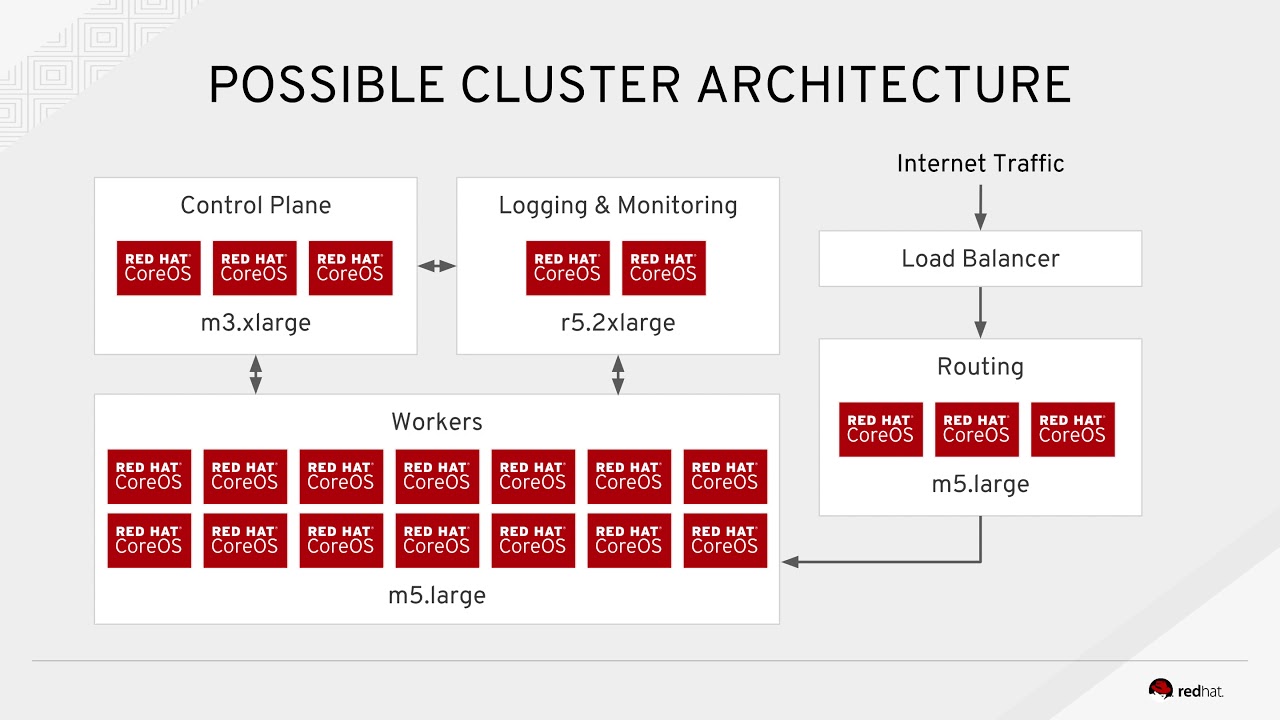 POSSIBLE CLUSTER ARCHITECTURE
Control Plane
RED HAT® RED HAT® RED HAT®
CoreOS CoreOS CoreOS
m3.xlarge
Logging & Monitoring
RED HAT® RED HAT®
CoreOS CoreOS
r5.2xlarge
Internet Traffic
Load Balancer
Routing
RED HAT® RED HAT® RED HAT®
CoreOS CoreOS CoreOS
m5.large
Workers
RED HAT® RED HAT® RED HAT® RED HAT® RED HAT® RED HAT® RED HAT®
CoreOS CoreOS CoreOS CoreOS CoreOS CoreOS CoreOS
RED HAT® RED HAT® RED HAT® RED HAT® RED HAT® RED HAT® RED HAT®
CoreOS CoreOS CoreOS CoreOS CoreOS CoreOS CoreOS
m5.large
redhat.